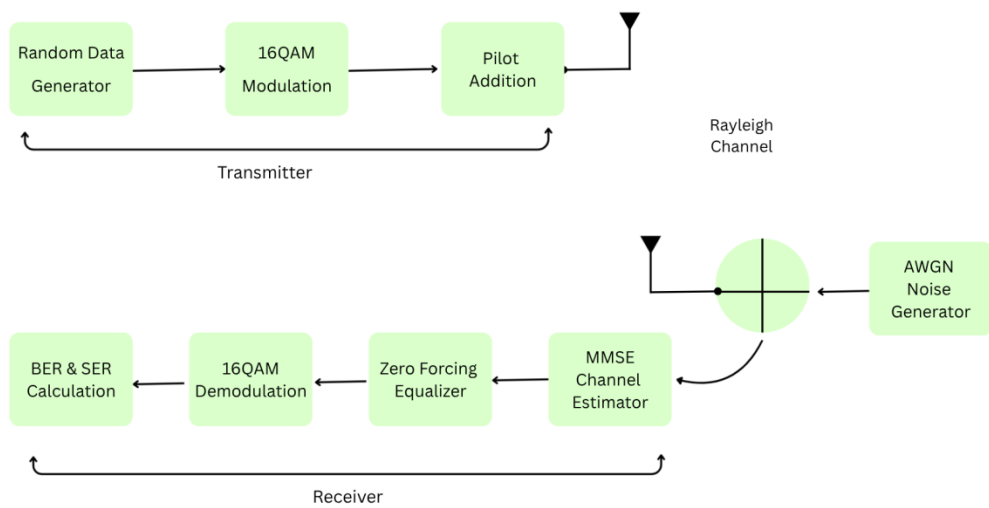 Random Data
Generator
16QAM
Modulation
Pilot
Addition
Transmitter
Rayleigh
Channel
AWGN
Noise
Generator
BER & SER
Calculation
16QAM
Demodulation
Zero Forcing
Equalizer
MMSE
Channel
Estimator
Receiver